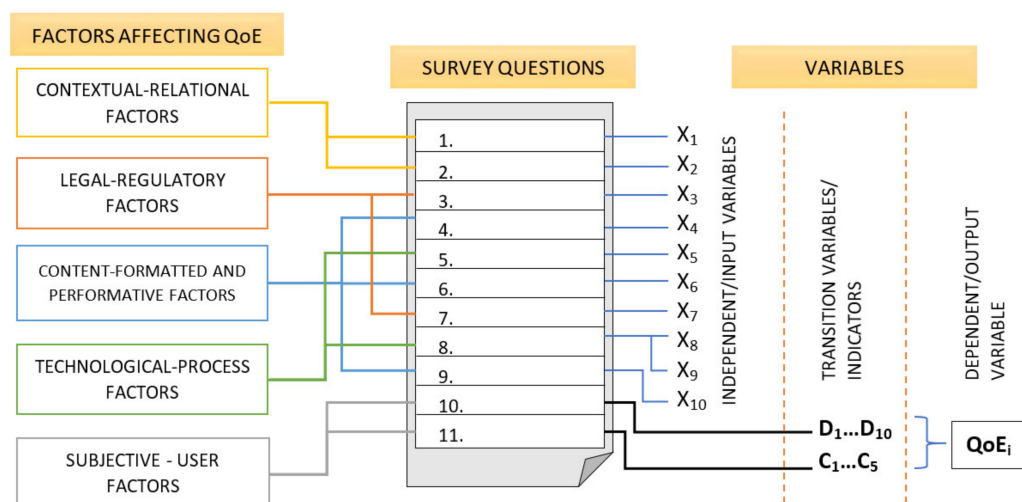 FACTORS AFFECTING QoE
SURVEY QUESTIONS
VARIABLES
CONTEXTUAL-RELATIONAL
FACTORS
LEGAL-REGULATORY
FACTORS
CONTENT-FORMATTED AND
PERFORMATIVE FACTORS
TECHNOLOGICAL-PROCESS
FACTORS
SUBJECTIVE - USER
FACTORS
1.
2.
3.
4.
5.
6.
7.
8.
9.
10.
11.
X1
X2
X3
X4
X5
X6
X7
X8
X9
X10
INDEPENDENT/INPUT VARIABLES
TRANSITION VARIABLES/
INDICATORS
DEPENDENT/OUTPUT
VARIABLE
D1...D10
C1...C5
QoEi